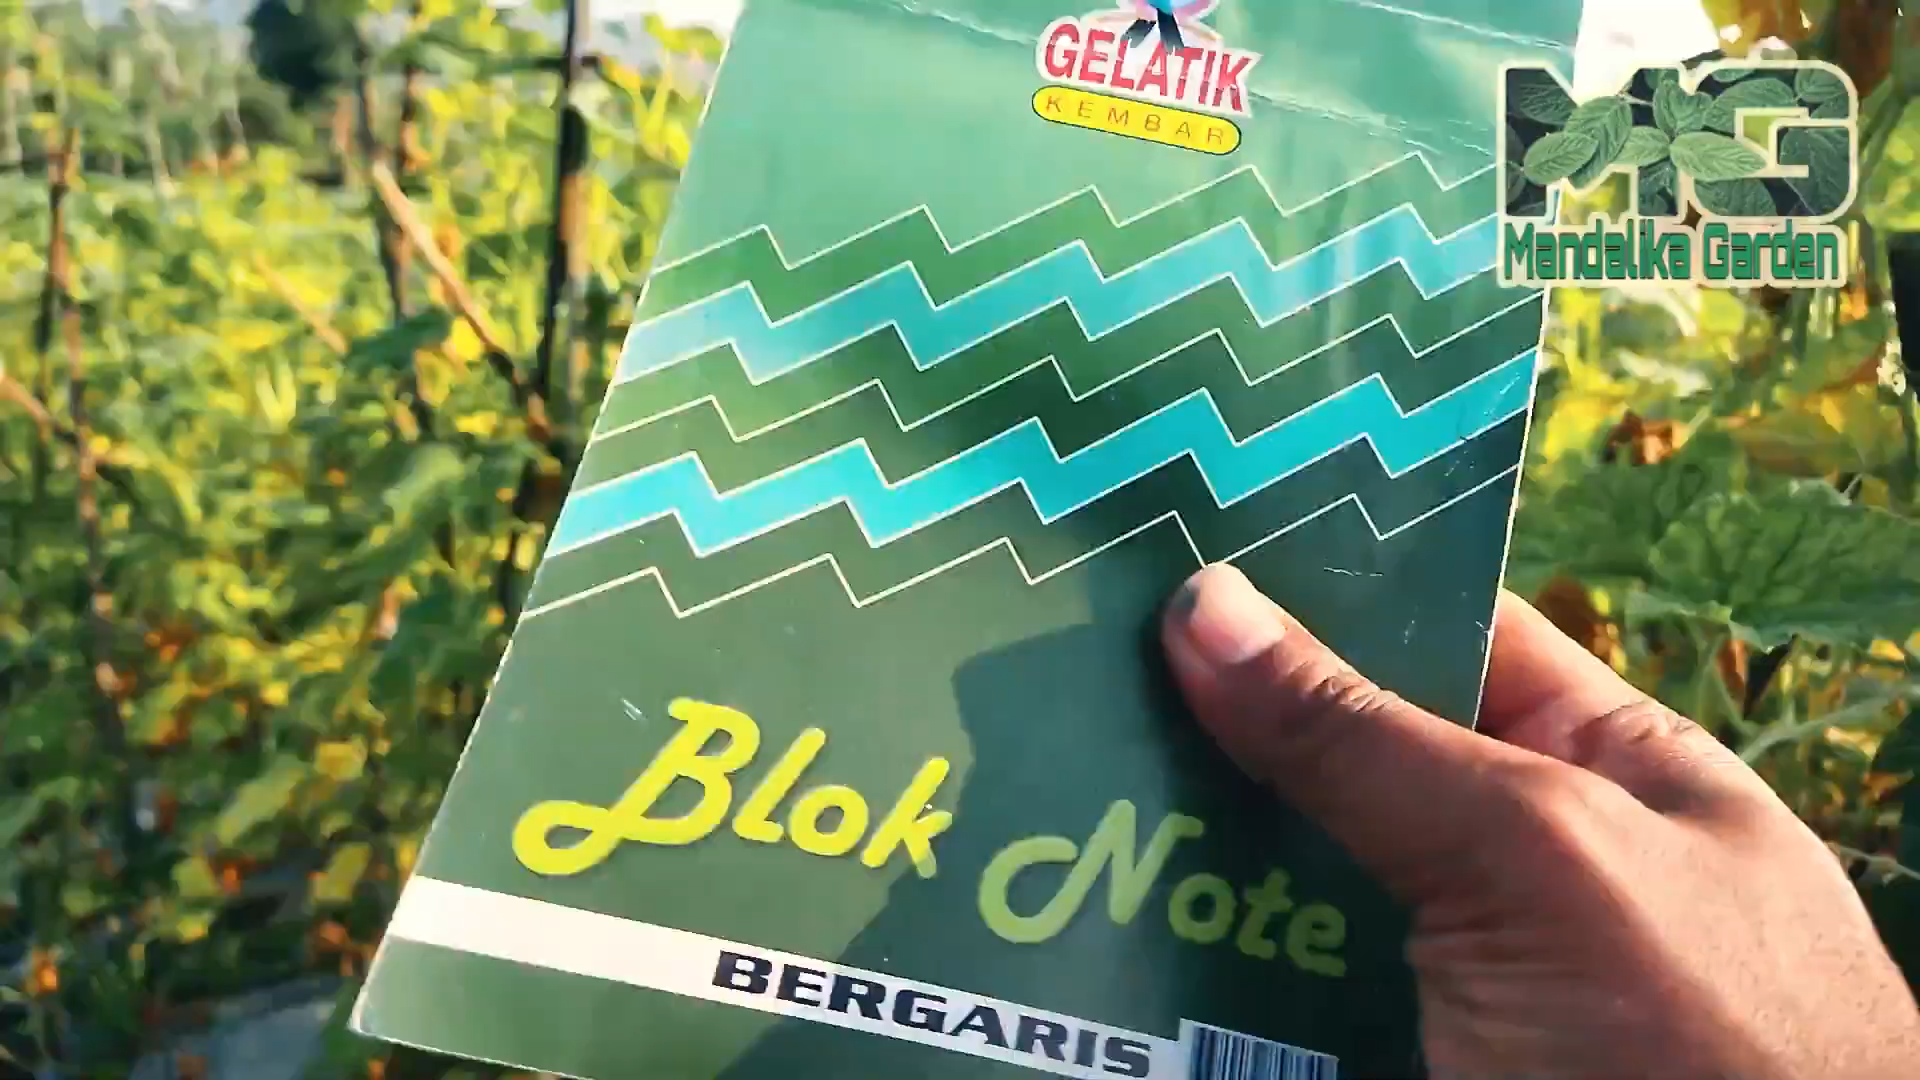 GELATIK
KEMBAR
MG
Mandalika Garden
Blok Note
BERGARIS